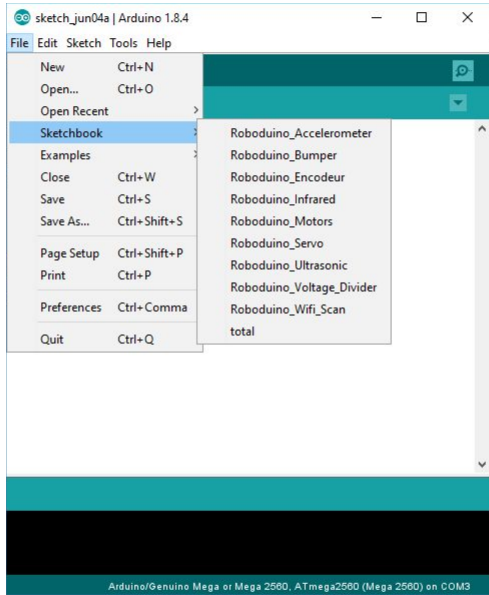 sketch_jun04a | Arduino 1.8.4
File Edit Sketch Tools Help
New Ctrl+N
Open... Ctrl+O
Open Recent
Sketchbook
Examples
Close Ctrl+W
Save Ctrl+S
Save As... Ctrl+Shift+S
Page Setup Ctrl+Shift+P
Print Ctrl+P
Preferences Ctrl+Comma
Quit Ctrl+Q
Roboduino_Accelerometer
Roboduino_Bumper
Roboduino_Encodeur
Roboduino_Infrared
Roboduino_Motors
Roboduino_Servo
Roboduino_Ultrasonic
Roboduino_Voltage_Divider
Roboduino_Wifi_Scan
total
Arduino/Genuino Mega or Mega 2560, ATmega2560 (Mega 2560) on COM3